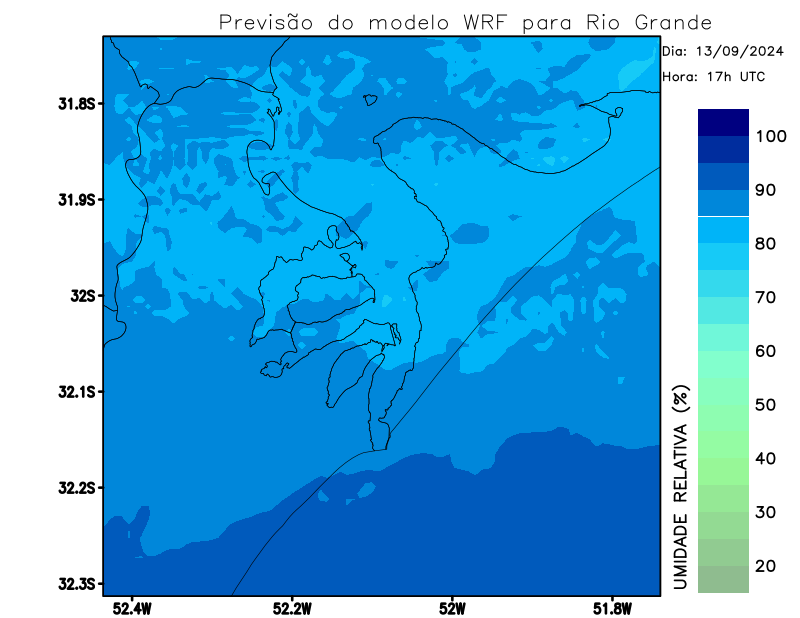 Previsão do modelo WRF para Rio Grande
Dia: 13/09/2024
Hora: 17h UTC
31.8S
31.9S
32S
32.1S
32.2S
32.3S
52.4W
52.2W
52W
51.8W
100
90
80
70
60
50
40
30
20
UMIDADE RELATIVA (%)